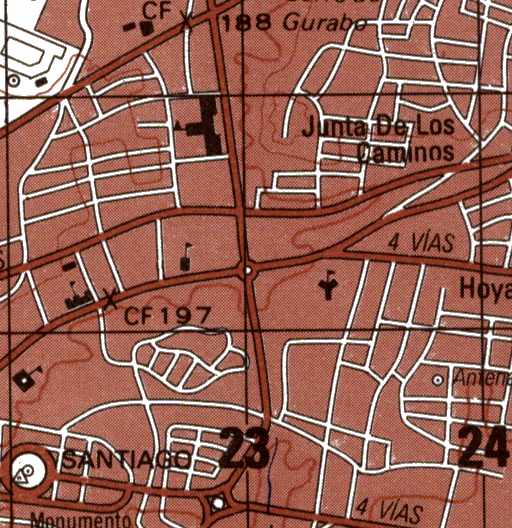 CF
188 Gurabo
Junta De Los
Caminos
4 VÍAS
Hoya
CF 197
Antena
SANTIAGO
23
24
4 VÍAS
Monumento